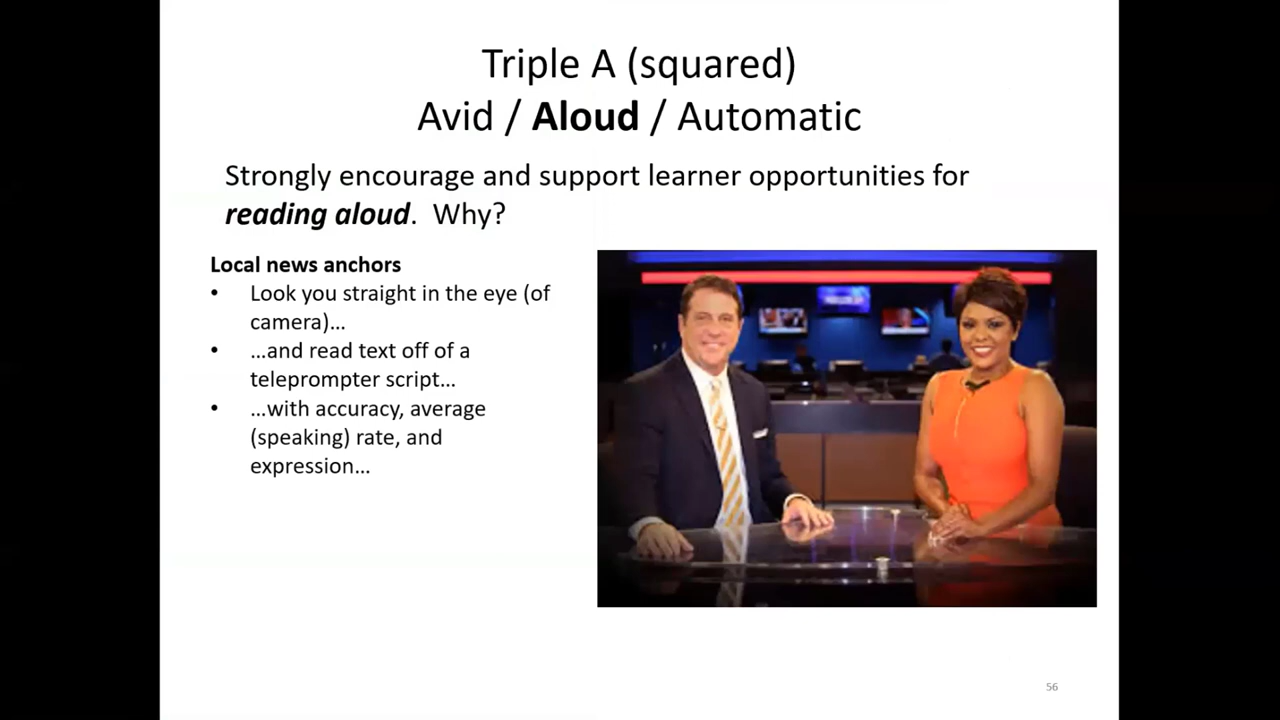 Triple A (squared)
Avid / Aloud / Automatic
Strongly encourage and support learner opportunities for
reading aloud.  Why?
Local news anchors
• Look you straight in the eye (of
camera)…
• …and read text off of a
teleprompter script…
• …with accuracy, average
(speaking) rate, and
expression…
56